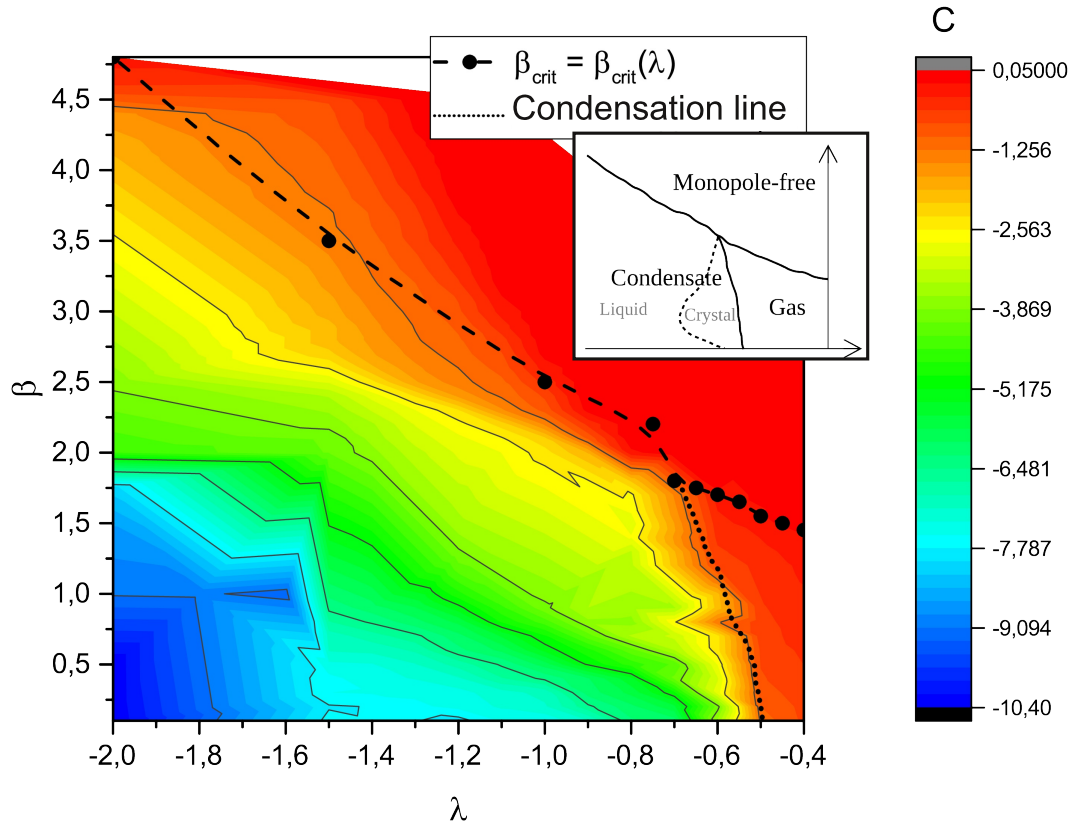 C
βcrit = βcrit(λ)
Condensation line
Monopole-free
Condensate
Liquid
Crystal
Gas
0,05000
-1,256
-2,563
-3,869
-5,175
-6,481
-7,787
-9,094
-10,40
4,5
4,0
3,5
3,0
2,5
2,0
1,5
1,0
0,5
β
-2,0
-1,8
-1,6
-1,4
-1,2
-1,0
-0,8
-0,6
-0,4
λ